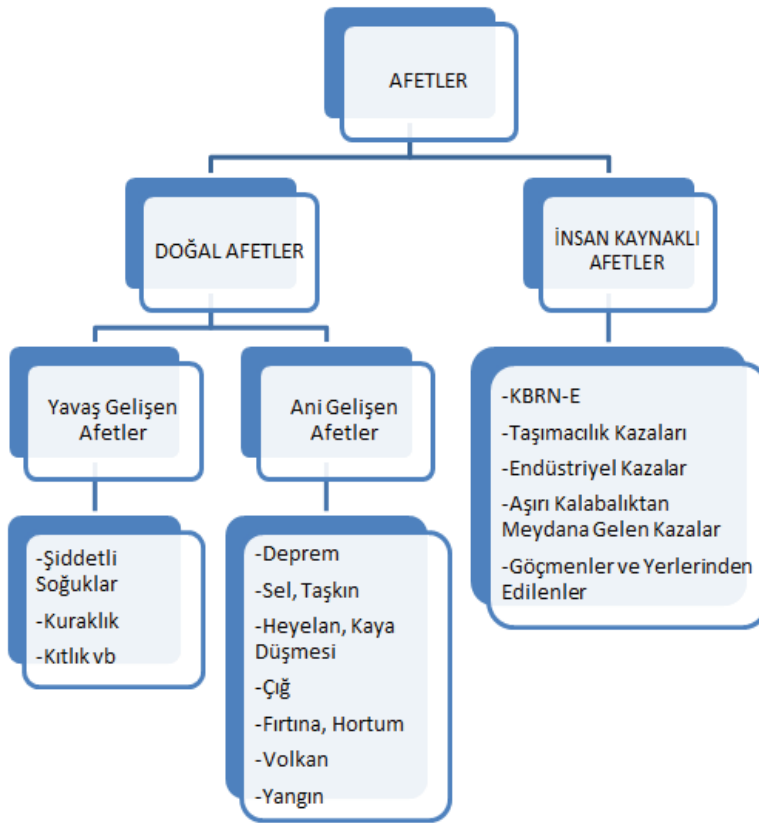 AFETLER
DOĞAL AFETLER
İNSAN KAYNAKLI
AFETLER
Yavaş Gelişen
Afetler
Ani Gelişen
Afetler
-Şiddetli
Soğuklar
-Kuraklık
-Kıtlık vb
-Deprem
-Sel, Taşkın
-Heyelan, Kaya
Düşmesi
-Çığ
-Fırtına, Hortum
-Volkan
-Yangın
-KBRN-E
-Taşımacılık Kazaları
-Endüstriyel Kazalar
-Aşırı Kalabalıktan
Meydana Gelen Kazalar
-Göçmenler ve Yerlerinden
Edilenler